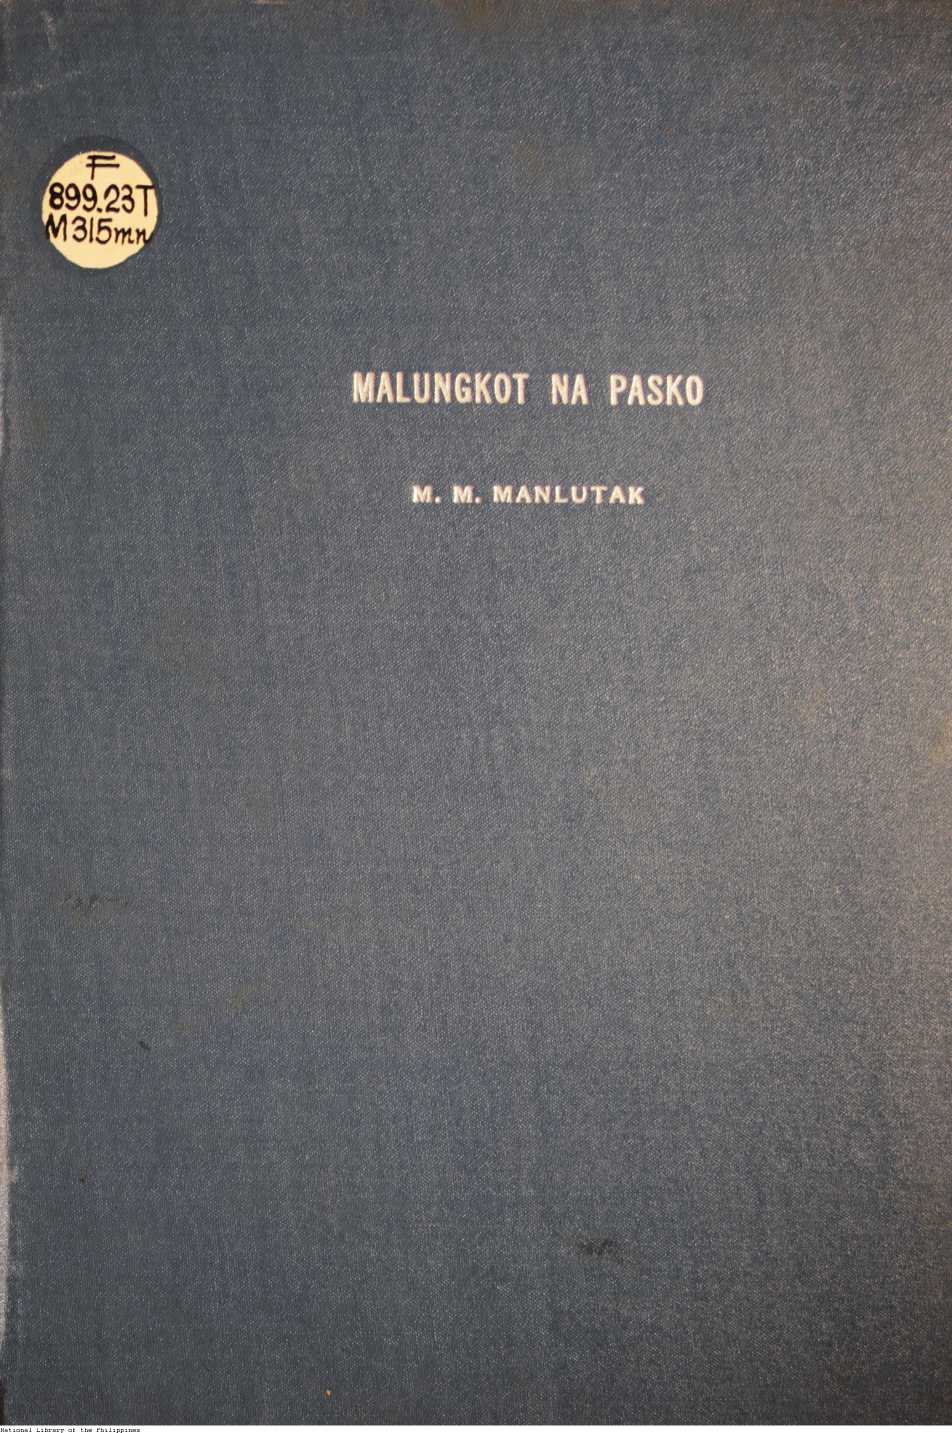 F
899.23T
M315mn
MALUNGKOT NA PASKO
M. M. MANLUTAK
National Library of the Philippines